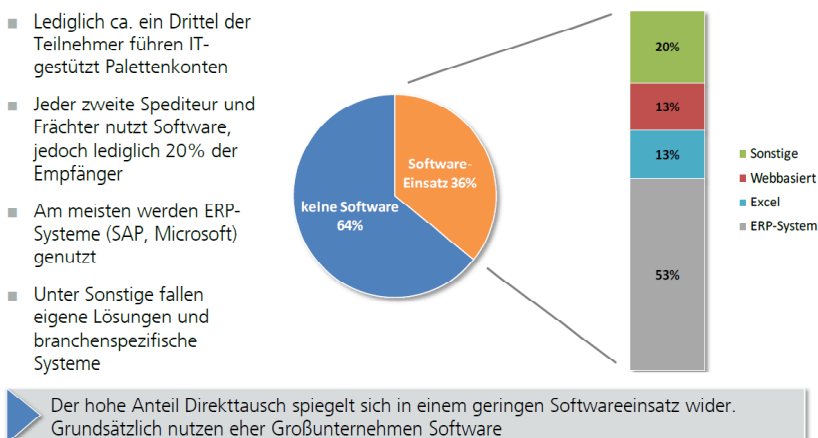 Lediglich ca. ein Drittel der
Teilnehmer führen IT-
gestützt Palettenkonten
Jeder zweite Spediteur und
Frächter nutzt Software,
jedoch lediglich 20% der
Empfänger
Am meisten werden ERP-
Systeme (SAP, Microsoft)
genutzt
Unter Sonstige fallen
eigene Lösungen und
branchenspezifische
Systeme
Software-
Einsatz 36%
keine Software
64%
20%
13%
13%
53%
Sonstige
Webbasiert
Excel
ERP-System
Der hohe Anteil Direkttausch spiegelt sich in einem geringen Softwareeinsatz wider.
Grundsätzlich nutzen eher Großunternehmen Software